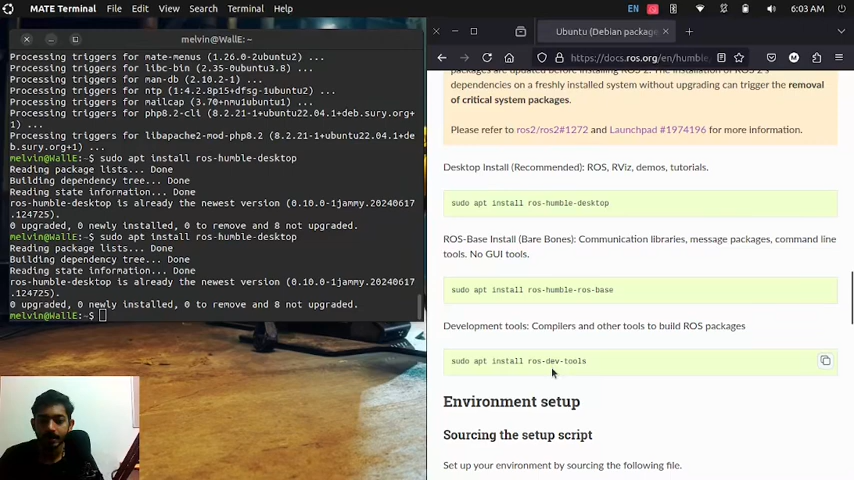 MATE Terminal File Edit View Search Terminal Help
EN 6:03 AM
melvin@WallE: ~
Processing triggers for mate-menus (1.26.0-2ubuntu2) ...
Processing triggers for libc-bin (2.35-0ubuntu3.8) ...
Processing triggers for man-db (2.10.2-1) ...
Processing triggers for ntp (1:4.2.8p15+dfsg-1ubuntu2) ...
Processing triggers for mailcap (3.70+nmu1ubuntu1) ...
Processing triggers for php8.2-cli (8.2.21-1+ubuntu22.04.1+deb.sury.org+
1) ...
Processing triggers for libapache2-mod-php8.2 (8.2.21-1+ubuntu22.04.1+de
b.sury.org+1) ...
melvin@WallE:~$ sudo apt install ros-humble-desktop
Reading package lists... Done
Building dependency tree... Done
Reading state information... Done
ros-humble-desktop is already the newest version (0.10.0-1jammy.20240617
.124725).
0 upgraded, 0 newly installed, 0 to remove and 8 not upgraded.
melvin@WallE:~$ sudo apt install ros-humble-desktop
Reading package lists... Done
Building dependency tree... Done
Reading state information... Done
ros-humble-desktop is already the newest version (0.10.0-1jammy.20240617
.124725).
0 upgraded, 0 newly installed, 0 to remove and 8 not upgraded.
melvin@WallE:~$
Ubuntu (Debian package
https://docs.ros.org/en/humble
packages are updated before installing ROS 2. The installation of ROS 2's
dependencies on a freshly installed system without upgrading can trigger the removal
of critical system packages.
Please refer to ros2/ros2#1272 and Launchpad #1974196 for more information.
Desktop Install (Recommended): ROS, RViz, demos, tutorials.
sudo apt install ros-humble-desktop
ROS-Base Install (Bare Bones): Communication libraries, message packages, command line
tools. No GUI tools.
sudo apt install ros-humble-ros-base
Development tools: Compilers and other tools to build ROS packages
sudo apt install ros-dev-tools
Environment setup
Sourcing the setup script
Set up your environment by sourcing the following file.